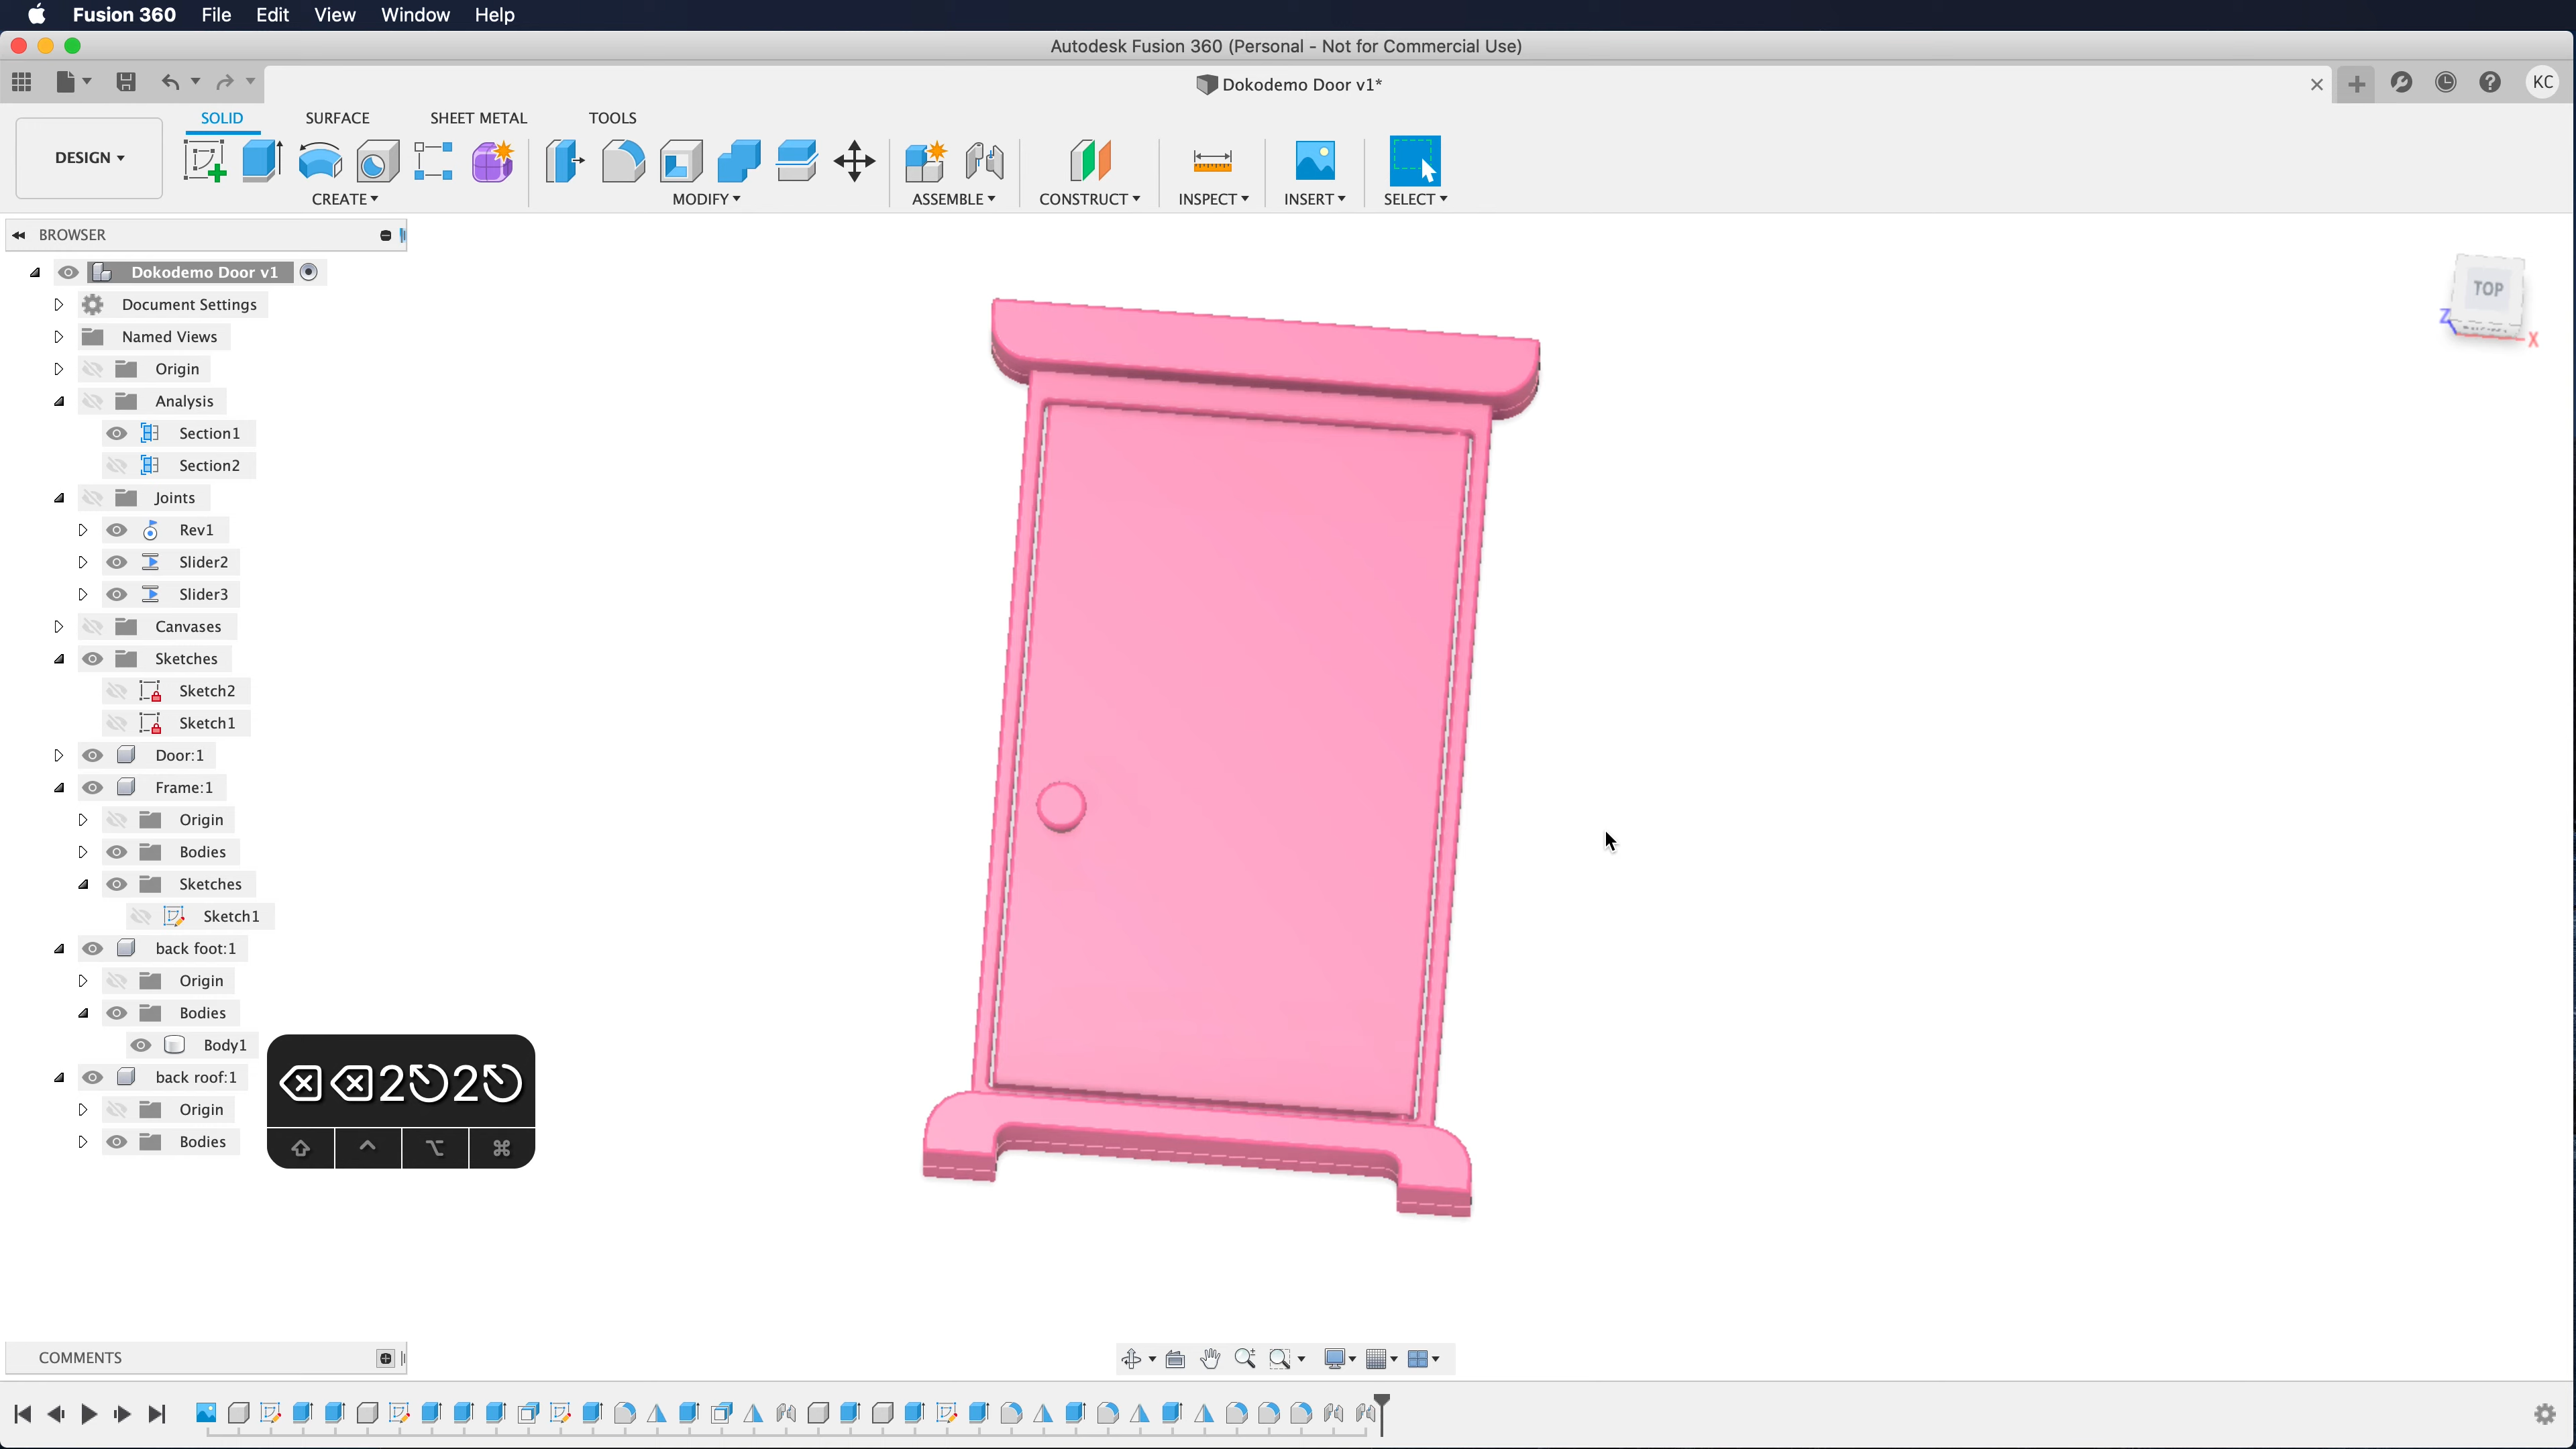 Fusion 360 File Edit View Window Help
Autodesk Fusion 360 (Personal - Not for Commercial Use)
Dokodemo Door v1*
KC
SOLID SURFACE SHEET METAL TOOLS
DESIGN
CREATE MODIFY ASSEMBLE CONSTRUCT INSPECT INSERT SELECT
BROWSER
Dokodemo Door v1
Document Settings
Named Views
Origin
Analysis
Section1
Section2
Joints
Rev1
Slider2
Slider3
Canvases
Sketches
Sketch2
Sketch1
Door:1
Frame:1
Origin
Bodies
Sketches
Sketch1
back foot:1
Origin
Bodies
Body1
back roof:1
Origin
Bodies
TOP
Z
X
⌫⌫2⎋2⎋
⇧ ^ ⌥ ⌘
COMMENTS